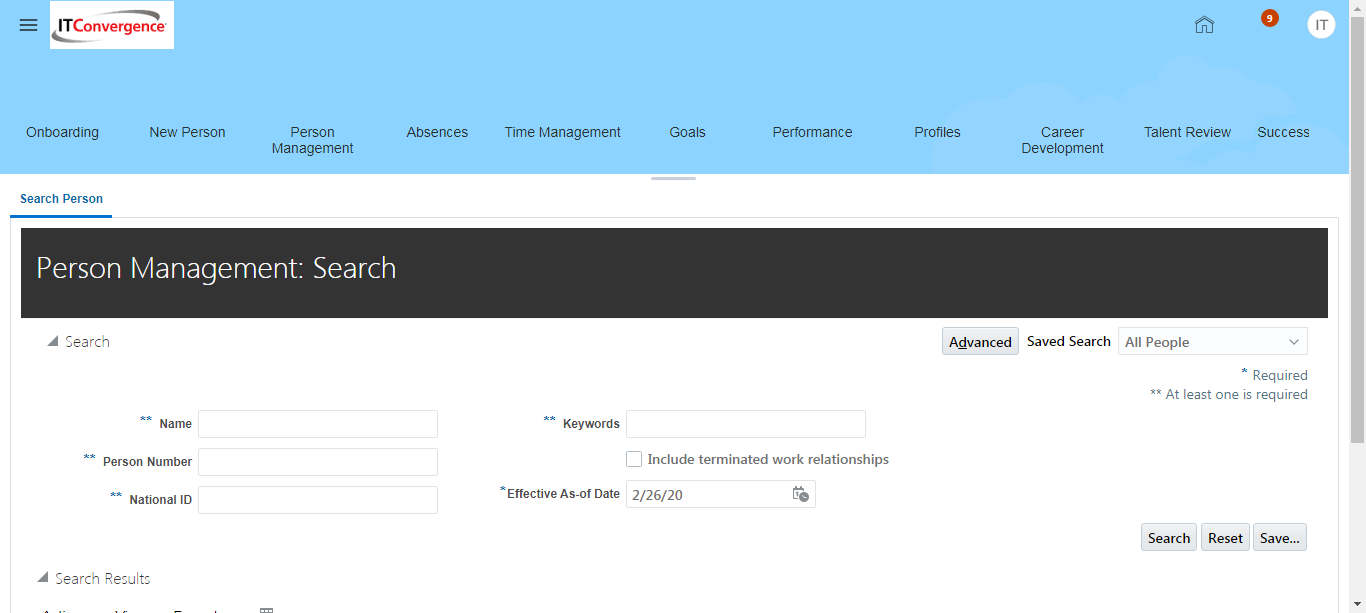 ITConvergence
9
IT
Onboarding
New Person
Person Management
Absences
Time Management
Goals
Performance
Profiles
Career Development
Talent Review
Success
Search Person
Person Management: Search
Search
Advanced Saved Search All People
* Required
** At least one is required
** Name
** Person Number
** National ID
** Keywords
Include terminated work relationships
*Effective As-of Date 2/26/20
Search Reset Save...
Search Results